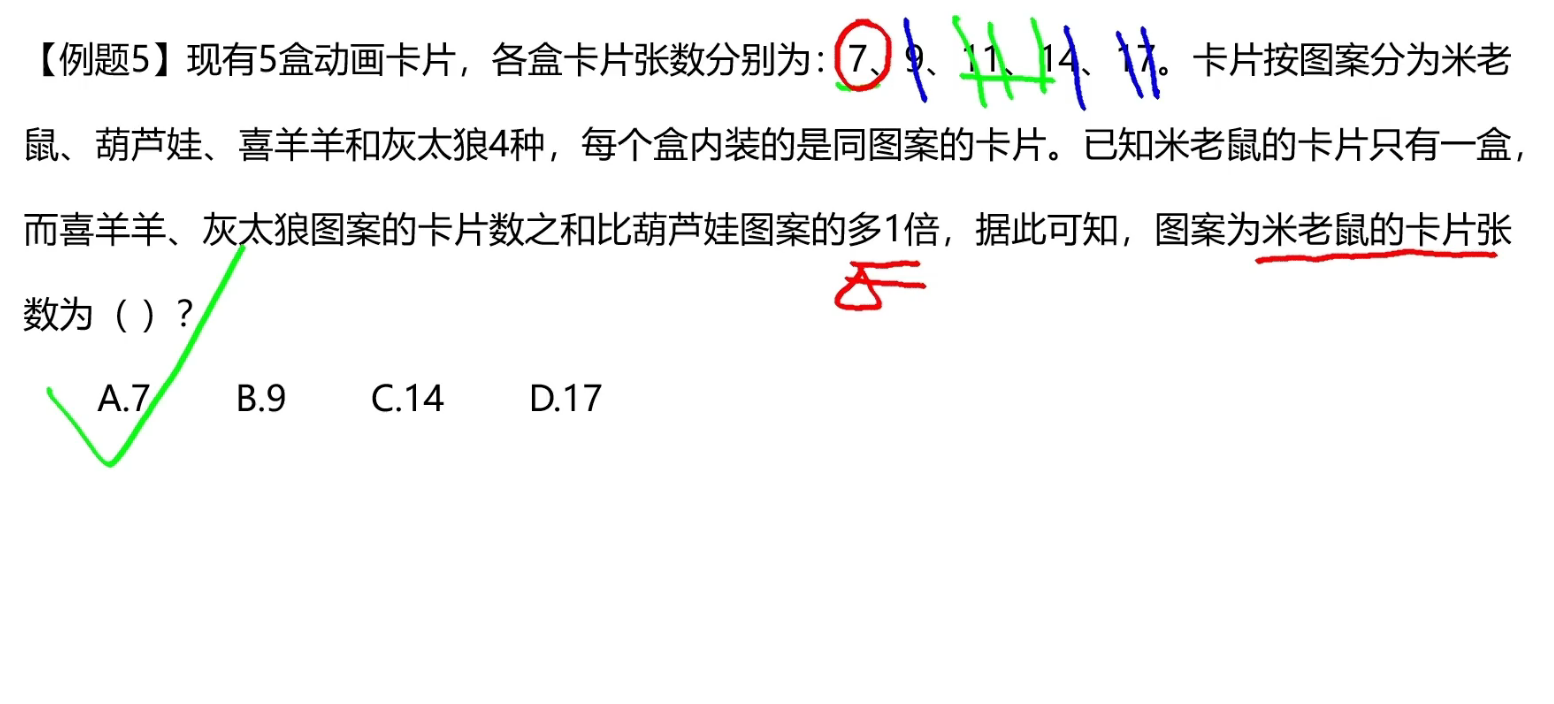 【例题5】现有5盒动画卡片，各盒卡片张数分别为：7、9、11、14、17。卡片按图案分为米老
鼠、葫芦娃、喜羊羊和灰太狼4种，每个盒内装的是同图案的卡片。已知米老鼠的卡片只有一盒，
而喜羊羊、灰太狼图案的卡片数之和比葫芦娃图案的多1倍，据此可知，图案为米老鼠的卡片张
数为（ ）？
A.7 B.9 C.14 D.17